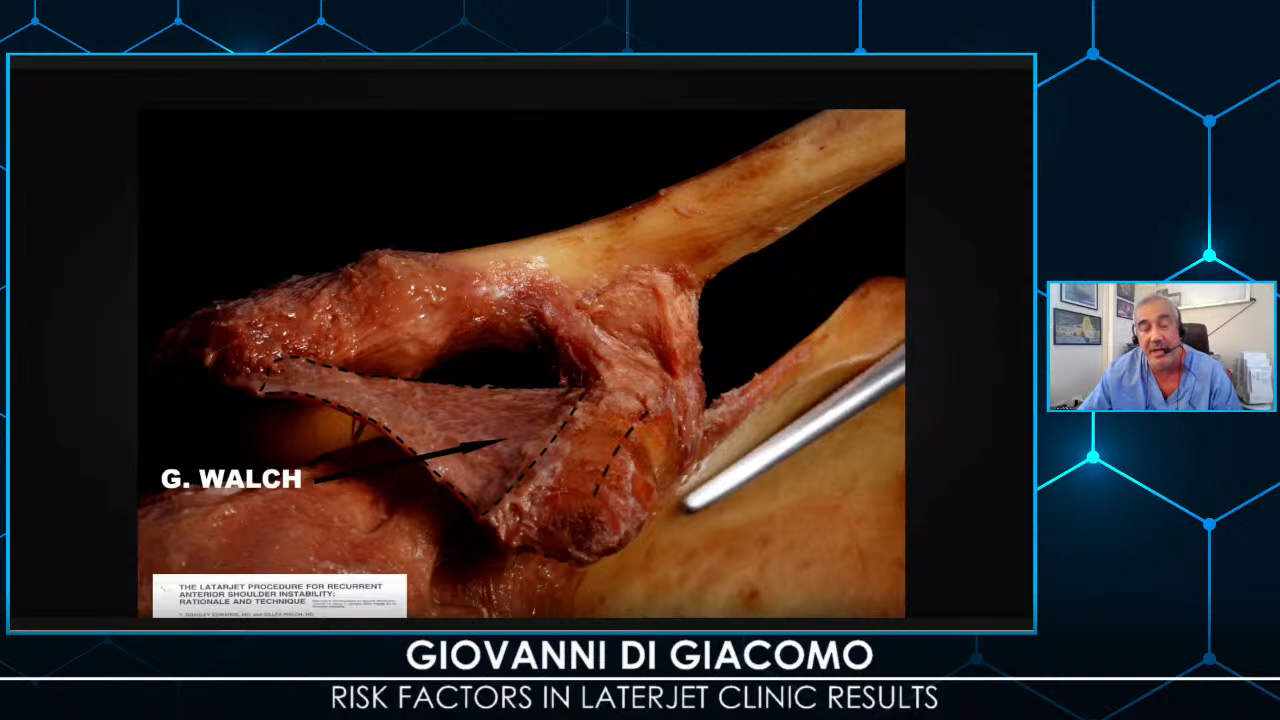 G. WALCH
THE LATARJET PROCEDURE FOR RECURRENT
ANTERIOR SHOULDER INSTABILITY:
RATIONALE AND TECHNIQUE
GIOVANNI DI GIACOMO
RISK FACTORS IN LATERJET CLINIC RESULTS